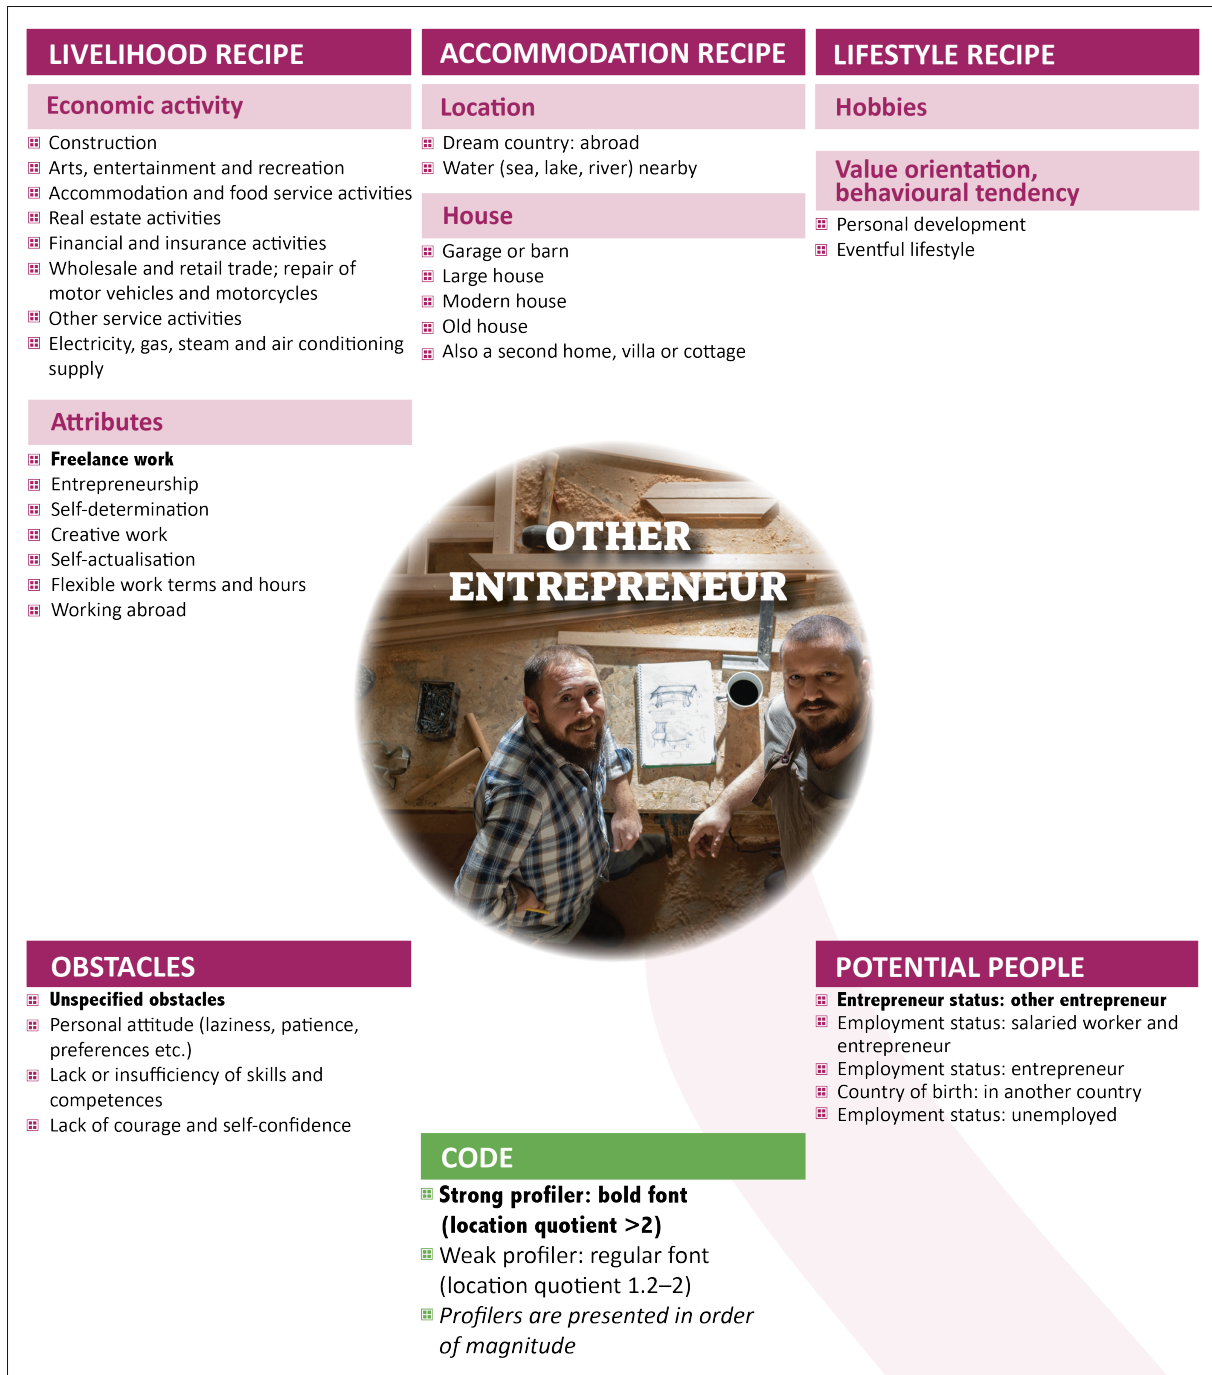 LIVELIHOOD RECIPE
Economic activity
Construction
Arts, entertainment and recreation
Accommodation and food service activities
Real estate activities
Financial and insurance activities
Wholesale and retail trade; repair of
motor vehicles and motorcycles
Other service activities
Electricity, gas, steam and air conditioning
supply
Attributes
Freelance work
Entrepreneurship
Self-determination
Creative work
Self-actualisation
Flexible work terms and hours
Working abroad
ACCOMMODATION RECIPE
Location
Dream country: abroad
Water (sea, lake, river) nearby
House
Garage or barn
Large house
Modern house
Old house
Also a second home, villa or cottage
LIFESTYLE RECIPE
Hobbies
Value orientation,
behavioural tendency
Personal development
Eventful lifestyle
OTHER
ENTREPRENEUR
OBSTACLES
Unspecified obstacles
Personal attitude (laziness, patience,
preferences etc.)
Lack or insufficiency of skills and
competences
Lack of courage and self-confidence
POTENTIAL PEOPLE
Entrepreneur status: other entrepreneur
Employment status: salaried worker and
entrepreneur
Employment status: entrepreneur
Country of birth: in another country
Employment status: unemployed
CODE
Strong profiler: bold font
(location quotient >2)
Weak profiler: regular font
(location quotient 1.2–2)
Profilers are presented in order
of magnitude